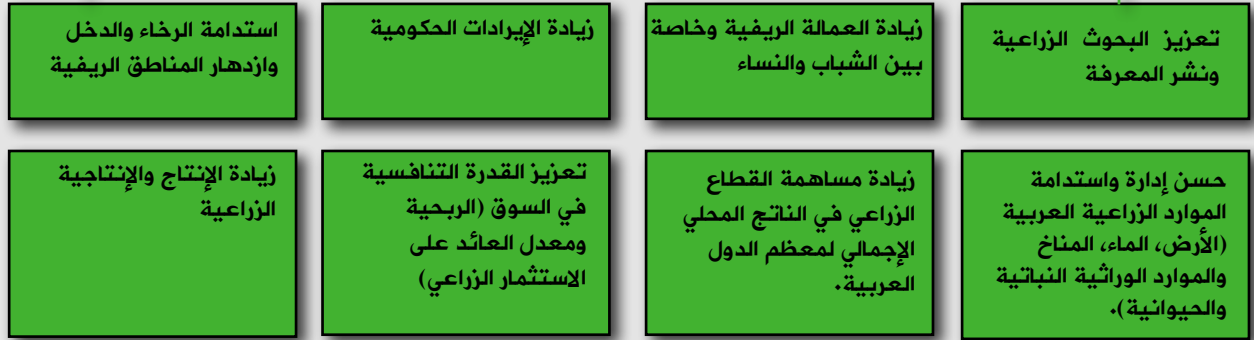 تعزيز البحوث الزراعية
ونشر المعرفة
زيادة العمالة الريفية وخاصة
بين الشباب والنساء
زيادة الإيرادات الحكومية
استدامة الرخاء والدخل
وازدهار المناطق الريفية
حسن إدارة واستدامة
الموارد الزراعية العربية
(الأرض، الماء، المناخ
والموارد الوراثية النباتية
والحيوانية).
زيادة مساهمة القطاع
الزراعي في الناتج المحلي
الإجمالي لمعظم الدول
العربية.
تعزيز القدرة التنافسية
في السوق (الربحية
ومعدل العائد على
الاستثمار الزراعي)
زيادة الإنتاج والإنتاجية
الزراعية